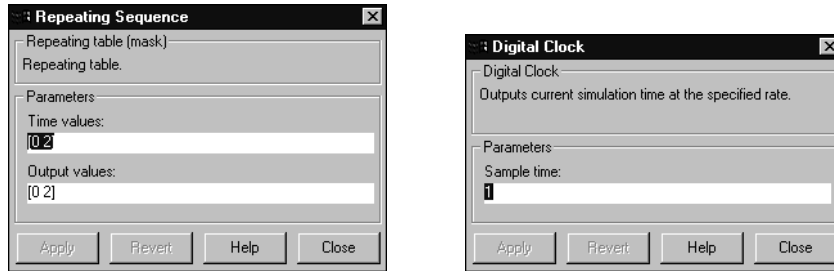 Repeating Sequence
Repeating table (mask)
Repeating table.
Parameters
Time values:
[0 2]
Output values:
[0 2]
Apply Revert Help Close
Digital Clock
Digital Clock
Outputs current simulation time at the specified rate.
Parameters
Sample time:
1
Apply Revert Help Close